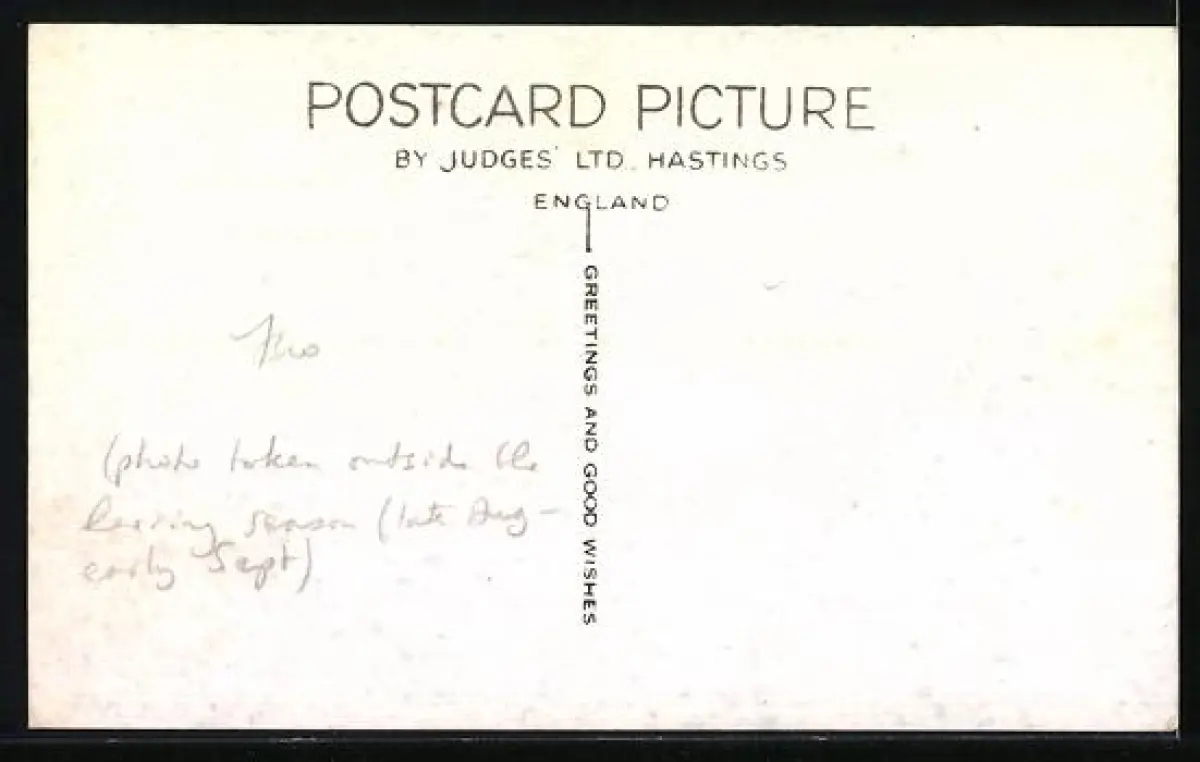 POSTCARD PICTURE
BY JUDGES' LTD., HASTINGS
ENGLAND
GREETINGS AND GOOD WISHES
(photo taken outside the
herring season (late Aug –
early Sept)